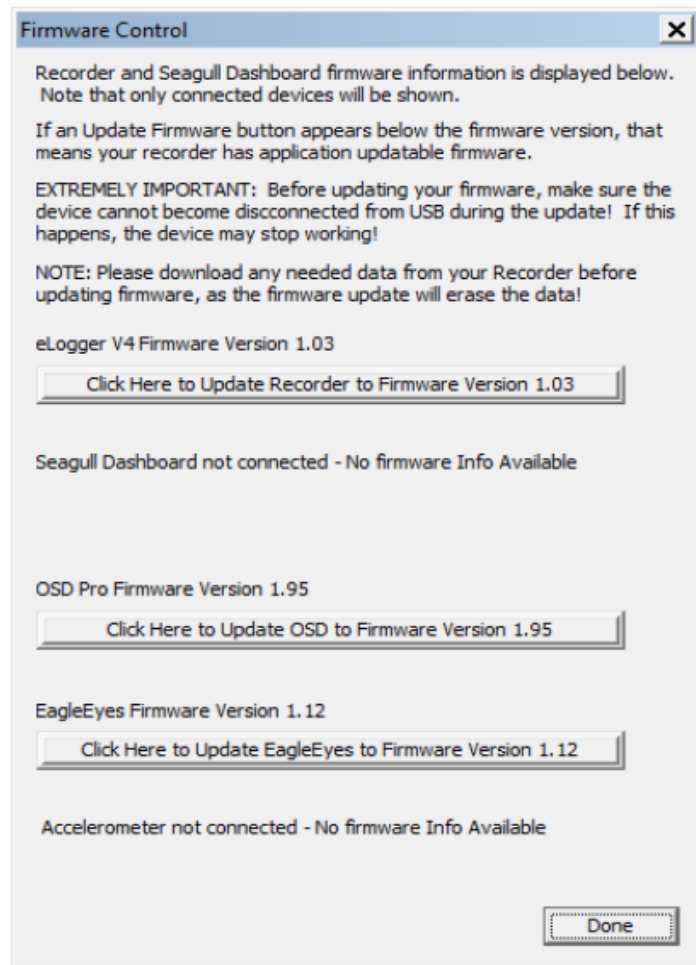 Firmware Control
Recorder and Seagull Dashboard firmware information is displayed below.
Note that only connected devices will be shown.
If an Update Firmware button appears below the firmware version, that
means your recorder has application updatable firmware.
EXTREMELY IMPORTANT:  Before updating your firmware, make sure the
device cannot become discconnected from USB during the update!  If this
happens, the device may stop working!
NOTE: Please download any needed data from your Recorder before
updating firmware, as the firmware update will erase the data!
eLogger V4 Firmware Version 1.03
Click Here to Update Recorder to Firmware Version 1.03
Seagull Dashboard not connected - No firmware Info Available
OSD Pro Firmware Version 1.95
Click Here to Update OSD to Firmware Version 1.95
EagleEyes Firmware Version 1.12
Click Here to Update EagleEyes to Firmware Version 1.12
Accelerometer not connected - No firmware Info Available
Done